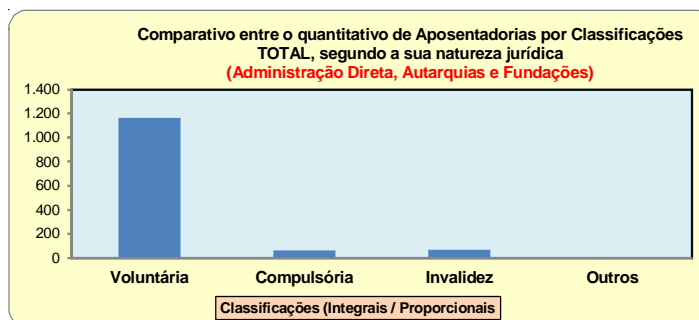 Comparativo entre o quantitativo de Aposentadorias por Classificações
TOTAL, segundo a sua natureza jurídica
(Administração Direta, Autarquias e Fundações)
1.400
1.200
1.000
800
600
400
200
0
Voluntária Compulsória Invalidez Outros
Classificações (Integrais / Proporcionais